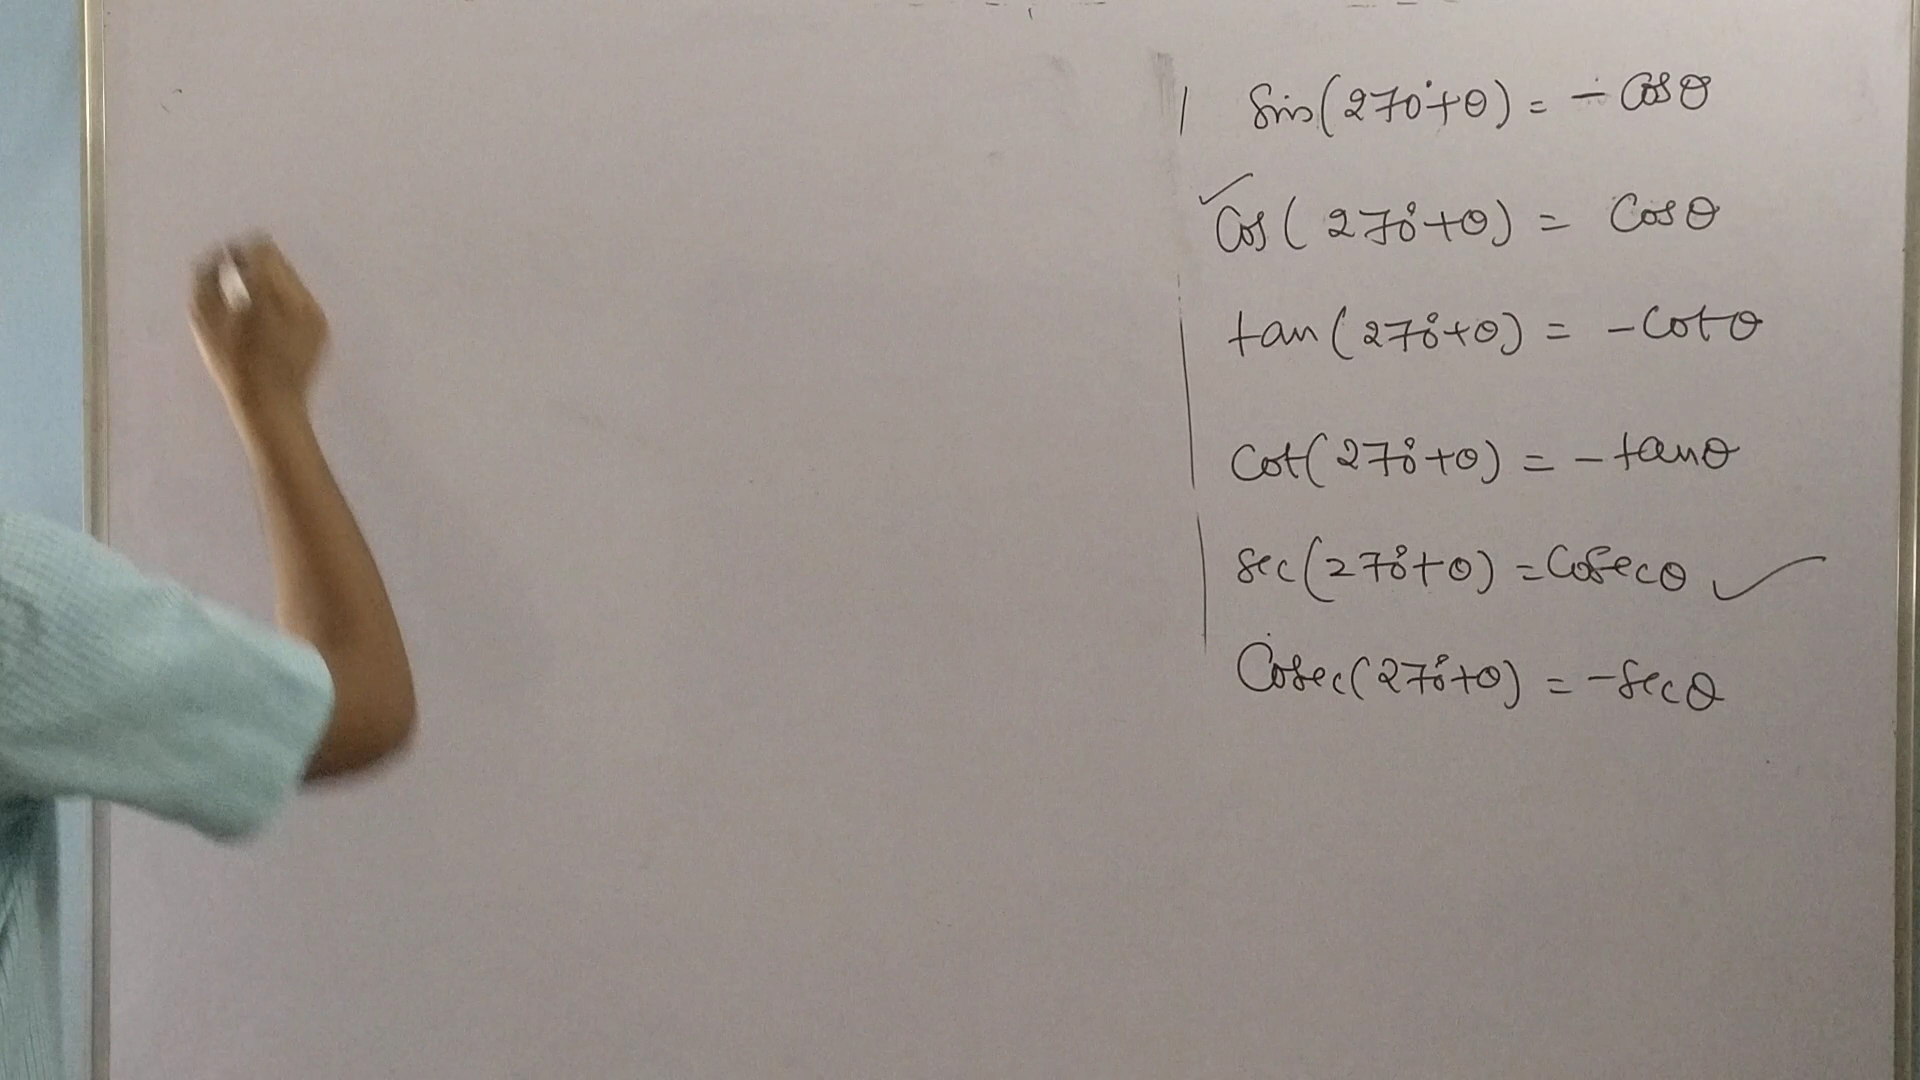 Sin(270°+θ) = - Cosθ
Cos(270°+θ) = Cosθ
tan(270°+θ) = -Cotθ
Cot(270°+θ) = -tanθ
Sec(270°+θ) = Cosecθ
Cosec(270°+θ) = -Secθ